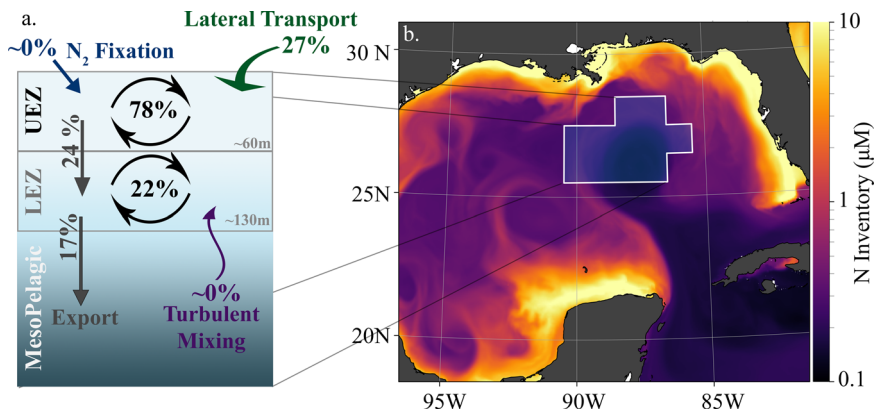 a.
Lateral Transport
27%
~0% N2 Fixation
UEZ
78%
24 %
~60m
LEZ
22%
~130m
17%
MesoPelagic
~0%
Export
Turbulent
Mixing
b.
30 N
25N
20N
95W
90W
85W
10
1
0.1
N Inventory (μM)